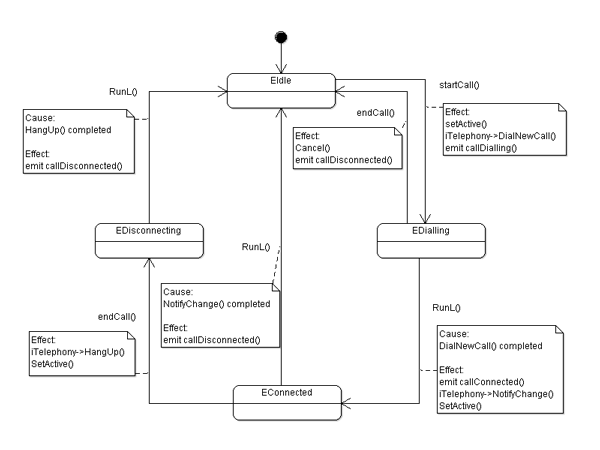 EIdle
RunL()
startCall()
Cause:
HangUp() completed
Effect:
emit callDisconnected()
endCall()
Effect:
Cancel()
emit callDisconnected()
Effect:
setActive()
iTelephony->DialNewCall()
emit callDialling()
EDisconnecting
EDialling
RunL()
Cause:
NotifyChange() completed
Effect:
emit callDisconnected()
endCall()
Effect:
iTelephony->HangUp()
SetActive()
RunL()
Cause:
DialNewCall() completed
Effect:
emit callConnected()
iTelephony->NotifyChange()
SetActive()
EConnected